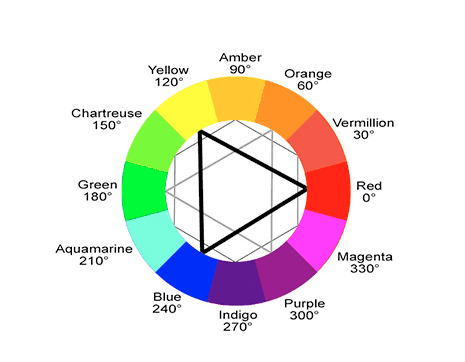 Amber
90°
Yellow
120°
Orange
60°
Chartreuse
150°
Vermillion
30°
Green
180°
Red
0°
Aquamarine
210°
Magenta
330°
Blue
240°
Purple
300°
Indigo
270°